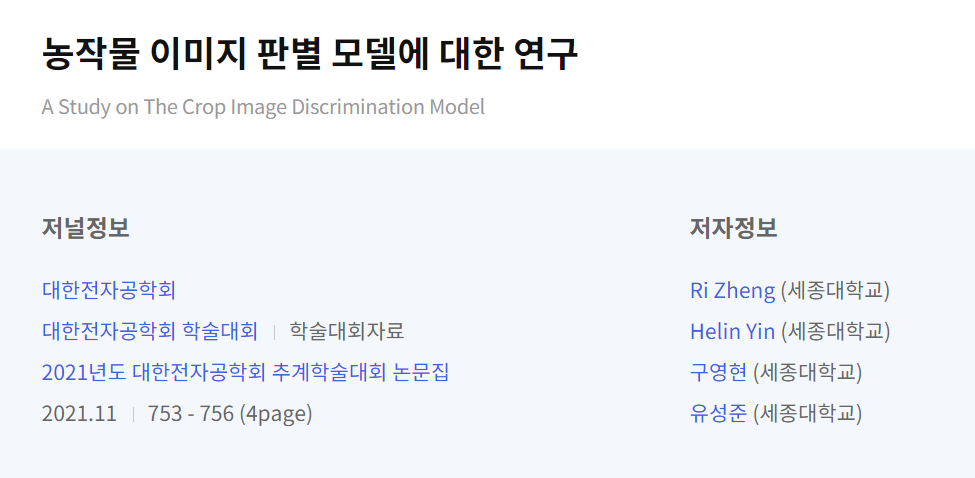 농작물 이미지 판별 모델에 대한 연구
A Study on The Crop Image Discrimination Model
저널정보
대한전자공학회
대한전자공학회 학술대회 | 학술대회자료
2021년도 대한전자공학회 추계학술대회 논문집
2021.11 | 753 - 756 (4page)
저자정보
Ri Zheng (세종대학교)
Helin Yin (세종대학교)
구영현 (세종대학교)
유성준 (세종대학교)